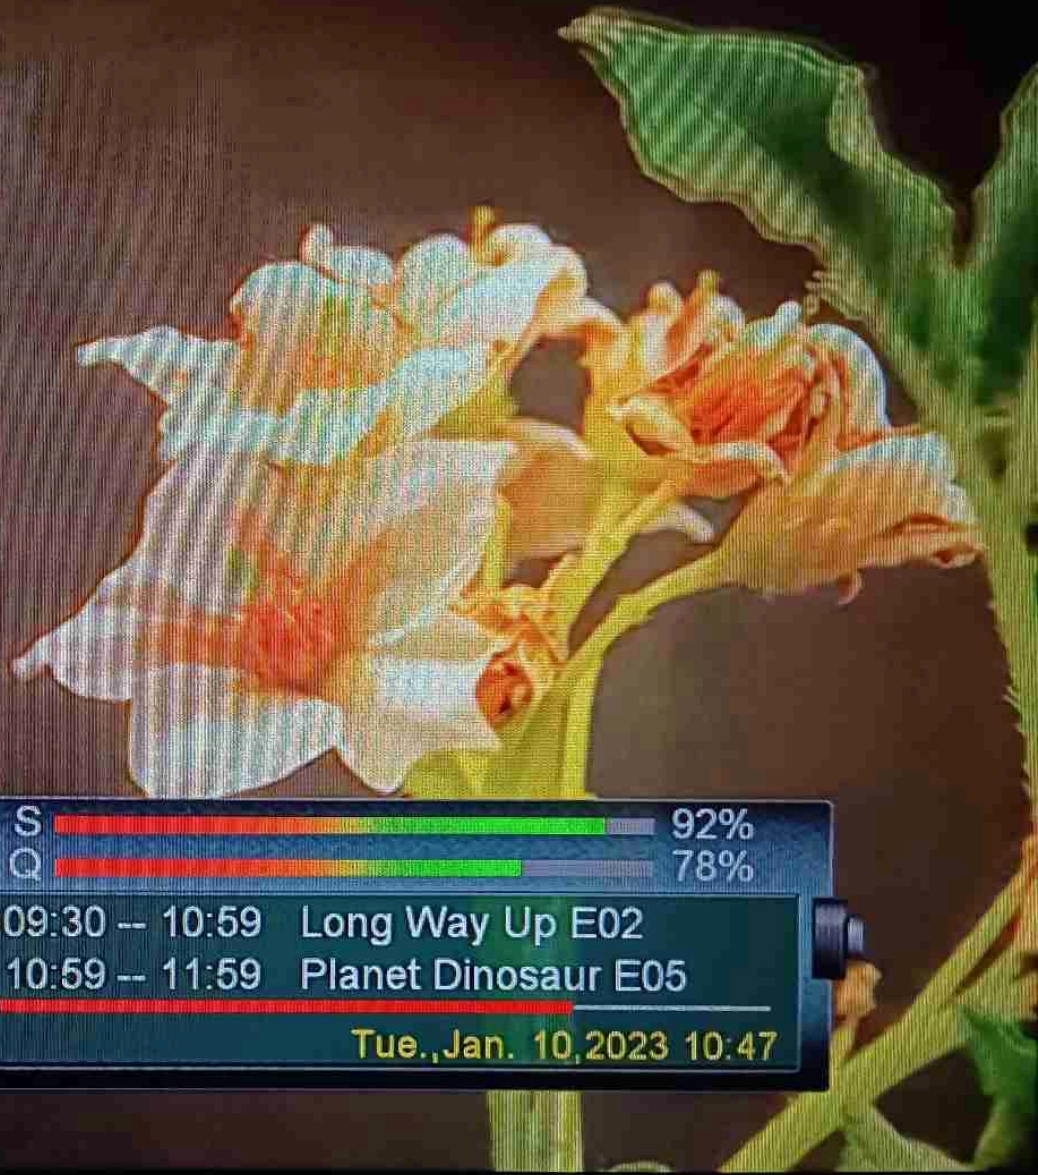 S 92%
Q 78%
09:30 -- 10:59 Long Way Up E02
10:59 -- 11:59 Planet Dinosaur E05
Tue.,Jan. 10,2023 10:47